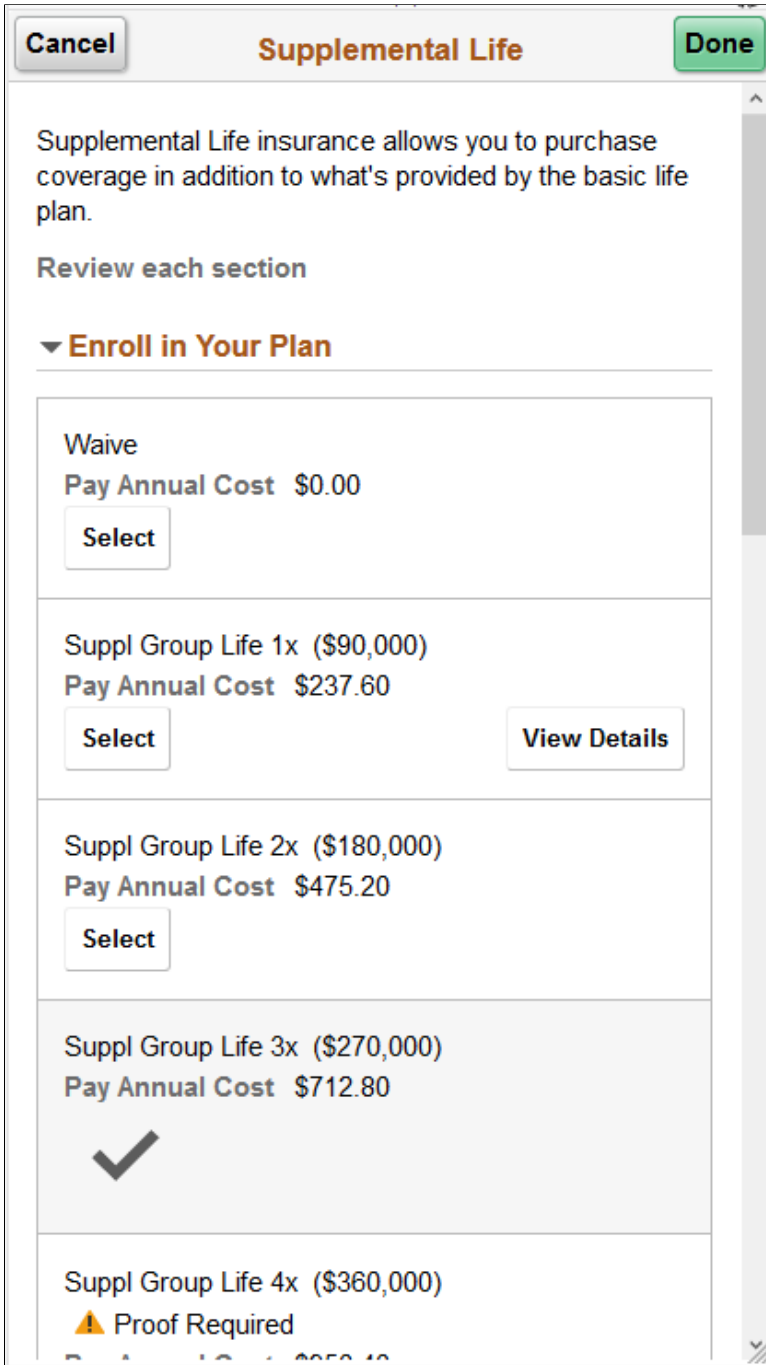 Cancel
Supplemental Life
Done
Supplemental Life insurance allows you to purchase
coverage in addition to what's provided by the basic life
plan.
Review each section
Enroll in Your Plan
Waive
Pay Annual Cost $0.00
Select
Suppl Group Life 1x ($90,000)
Pay Annual Cost $237.60
Select
View Details
Suppl Group Life 2x ($180,000)
Pay Annual Cost $475.20
Select
Suppl Group Life 3x ($270,000)
Pay Annual Cost $712.80
Suppl Group Life 4x ($360,000)
Proof Required